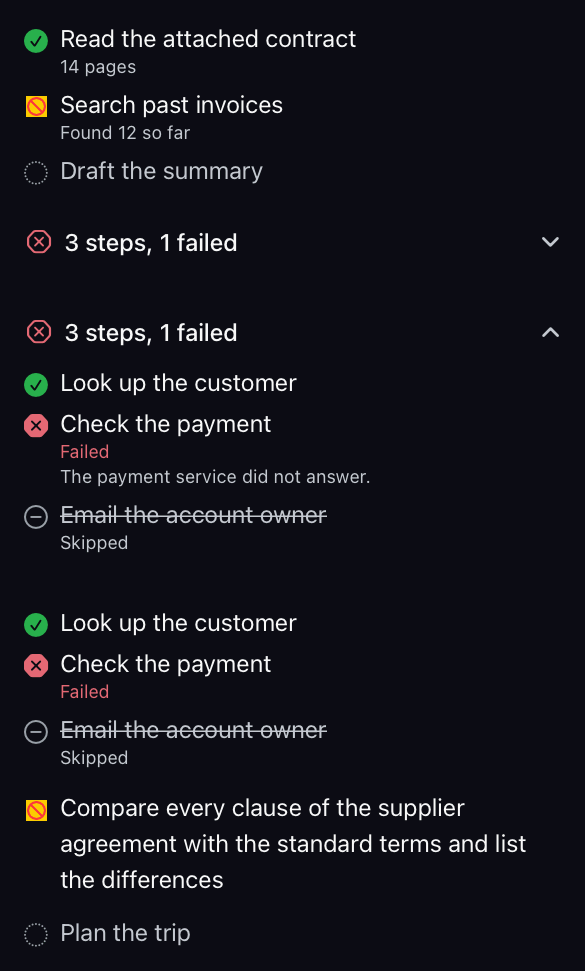 Read the attached contract
14 pages
Search past invoices
Found 12 so far
Draft the summary
3 steps, 1 failed
3 steps, 1 failed
Look up the customer
Check the payment
Failed
The payment service did not answer.
Email the account owner
Skipped
Look up the customer
Check the payment
Failed
Email the account owner
Skipped
Compare every clause of the supplier
agreement with the standard terms and list
the differences
Plan the trip